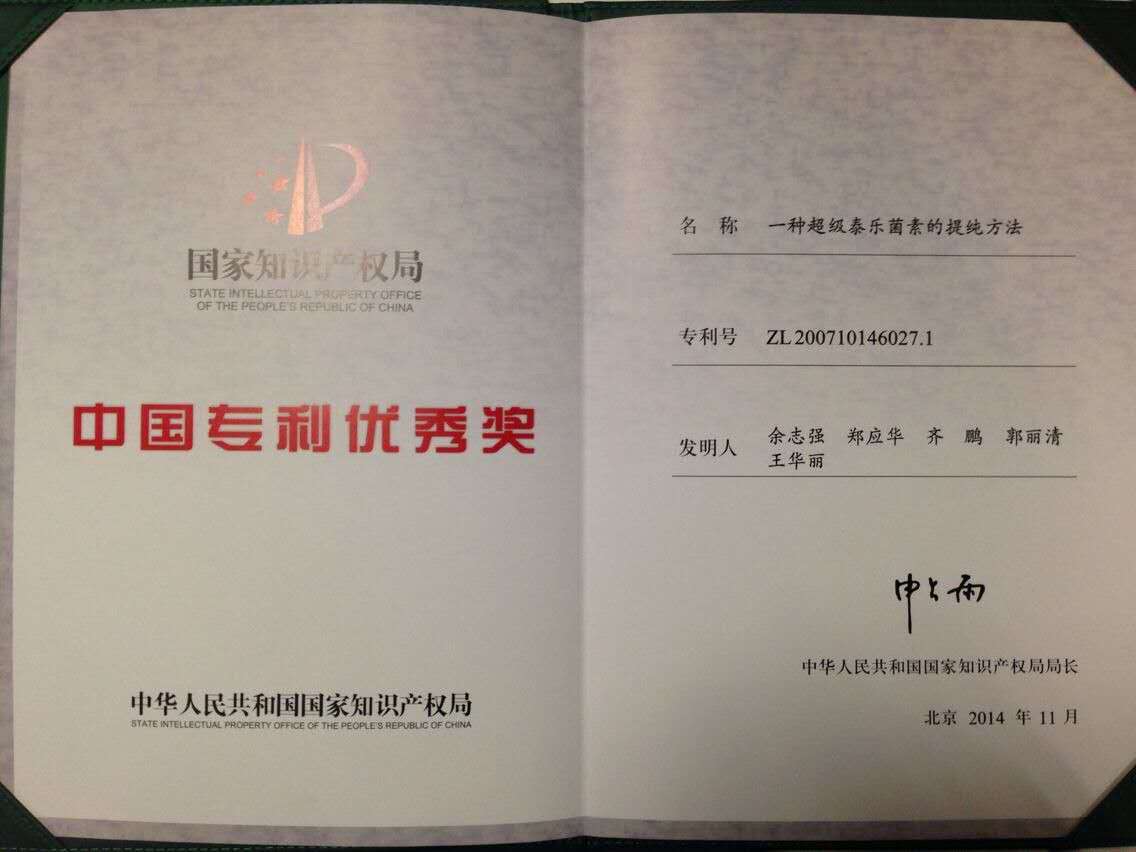 国家知识产权局
STATE INTELLECTUAL PROPERTY OFFICE
OF THE PEOPLE'S REPUBLIC OF CHINA
中国专利优秀奖
中华人民共和国国家知识产权局
STATE INTELLECTUAL PROPERTY OFFICE OF THE PEOPLE'S REPUBLIC OF CHINA
名 称 一种超级泰乐菌素的提纯方法
专利号 ZL 200710146027.1
发明人 余志强 郑应华 齐 鹏 郭丽清
王华丽
申长雨
中华人民共和国国家知识产权局局长
北京 2014 年 11 月